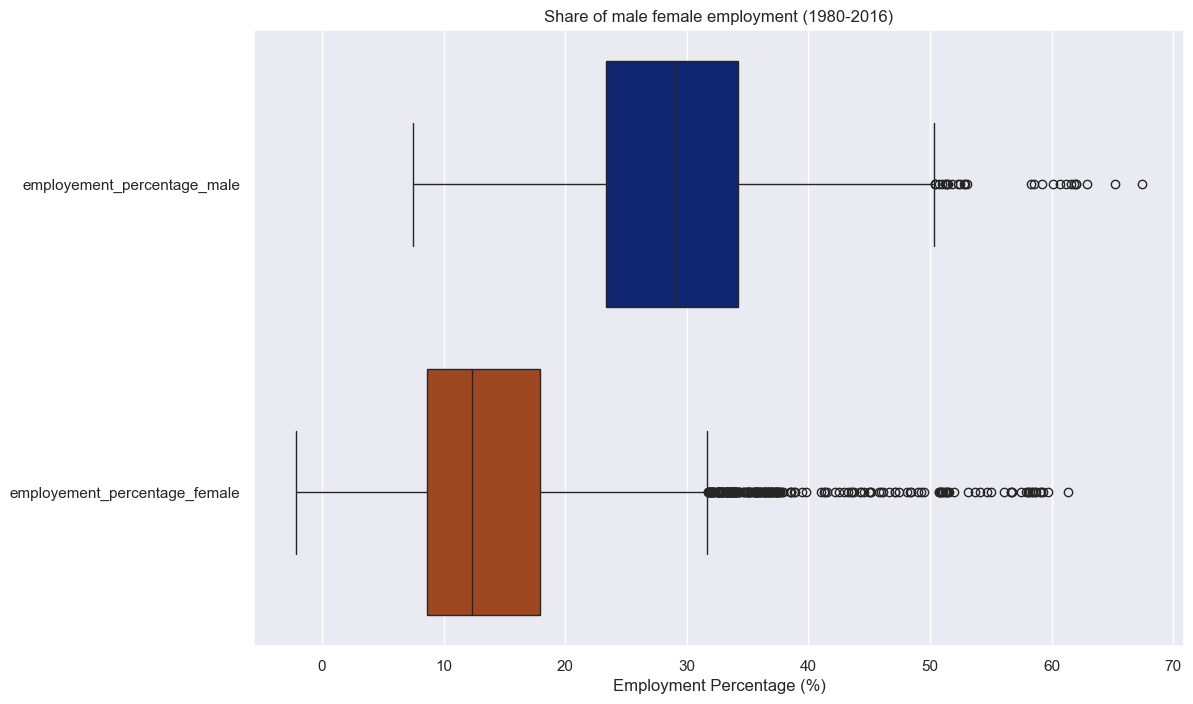 Share of male female employment (1980-2016)
employement_percentage_male
employement_percentage_female
0 10 20 30 40 50 60 70
Employment Percentage (%)